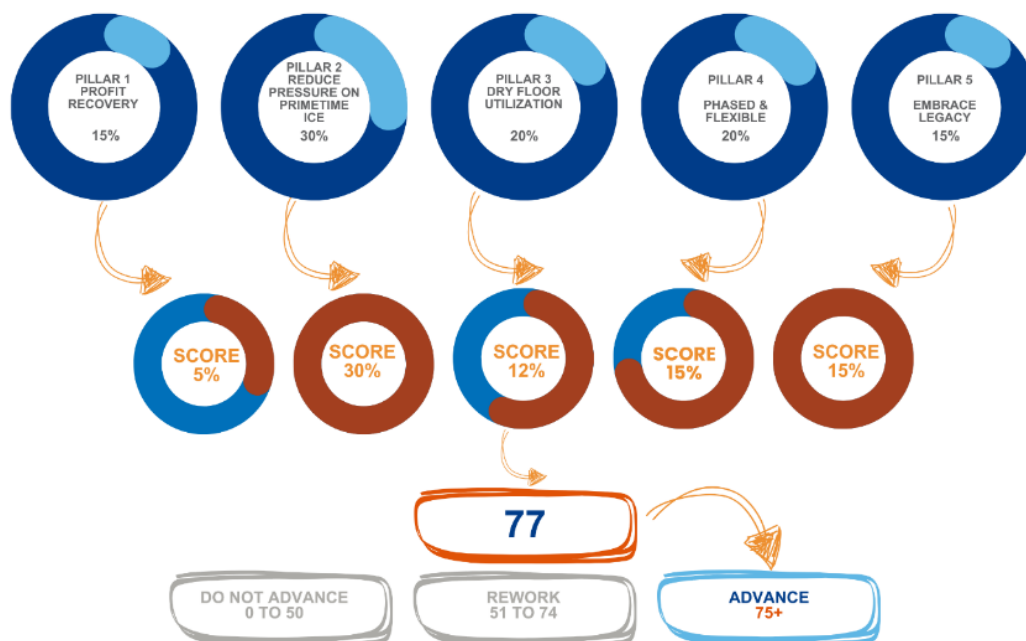 PILLAR 1
PROFIT
RECOVERY
15%
PILLAR 2
REDUCE
PRESSURE ON
PRIMETIME
ICE
30%
PILLAR 3
DRY FLOOR
UTILIZATION
20%
PILLAR 4
PHASED &
FLEXIBLE
20%
PILLAR 5
EMBRACE
LEGACY
15%
SCORE
5%
SCORE
30%
SCORE
12%
SCORE
15%
SCORE
15%
77
DO NOT ADVANCE
0 TO 50
REWORK
51 TO 74
ADVANCE
75+